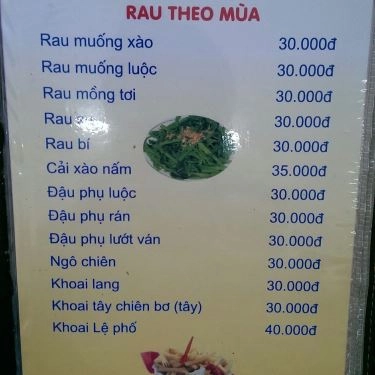 RAU THEO MÙA
Rau muống xào 30.000đ
Rau muống luộc 30.000đ
Rau mồng tơi 30.000đ
Rau 30.000đ
Rau bí 30.000đ
Cải xào nấm 35.000đ
Đậu phụ luộc 30.000đ
Đậu phụ rán 30.000đ
Đậu phụ lướt ván 30.000đ
Ngô chiên 30.000đ
Khoai lang 30.000đ
Khoai tây chiên bơ (tây) 30.000đ
Khoai Lệ phố 40.000đ